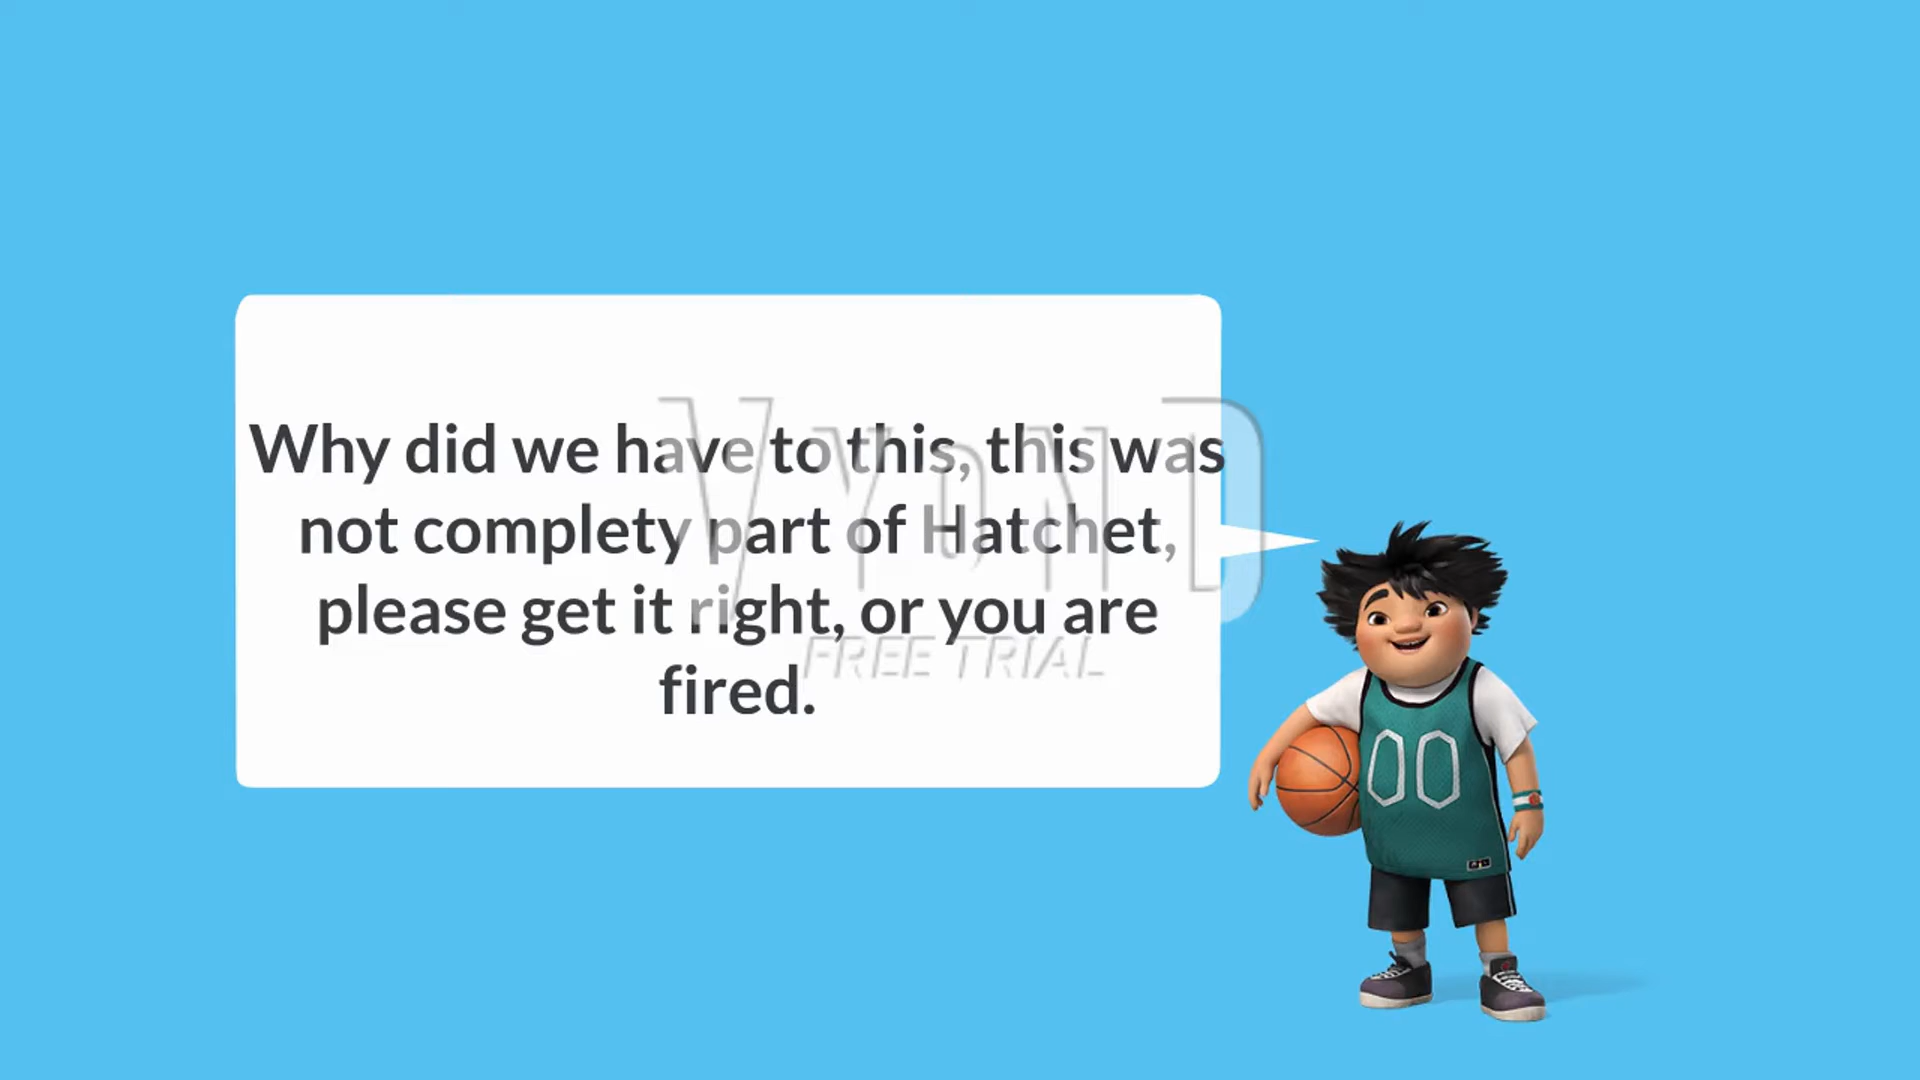 Why did we have to this, this was
not complety part of Hatchet,
please get it right, or you are
fired.
VYOND
FREE TRIAL
00